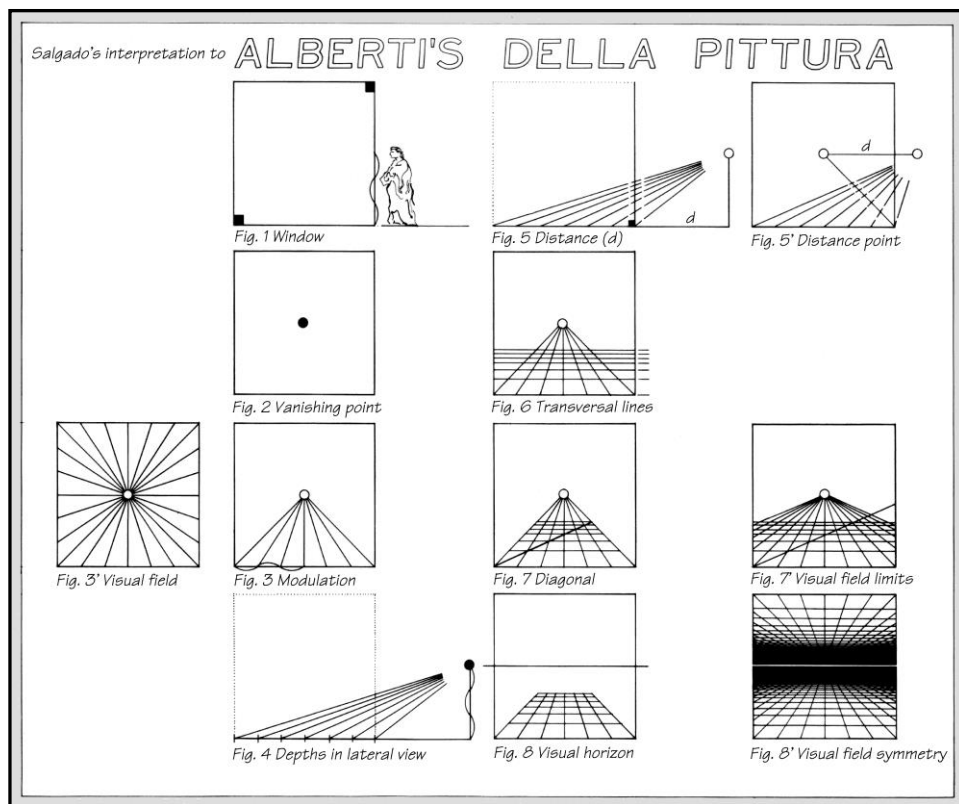 Salgado's interpretation to ALBERTI'S DELLA PITTURA
Fig. 1 Window
d
Fig. 5 Distance (d)
d
Fig. 5' Distance point
Fig. 2 Vanishing point
Fig. 6 Transversal lines
Fig. 3' Visual field
Fig. 3 Modulation
Fig. 7 Diagonal
Fig. 7' Visual field limits
Fig. 4 Depths in lateral view
Fig. 8 Visual horizon
Fig. 8' Visual field symmetry